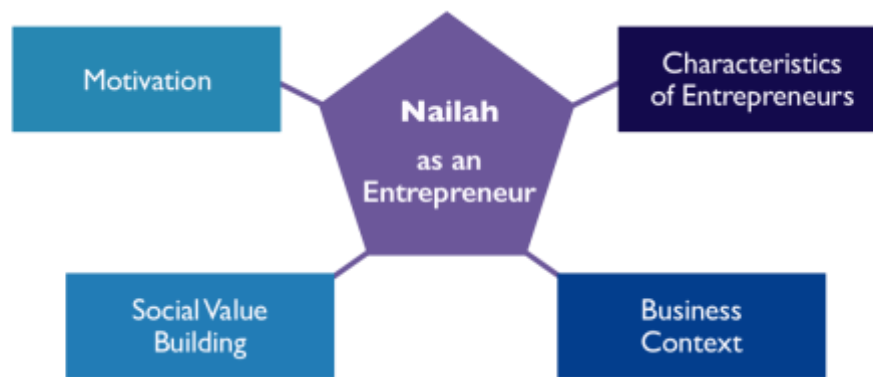 Motivation
Characteristics
of Entrepreneurs
Nailah
as an
Entrepreneur
Social Value
Building
Business
Context